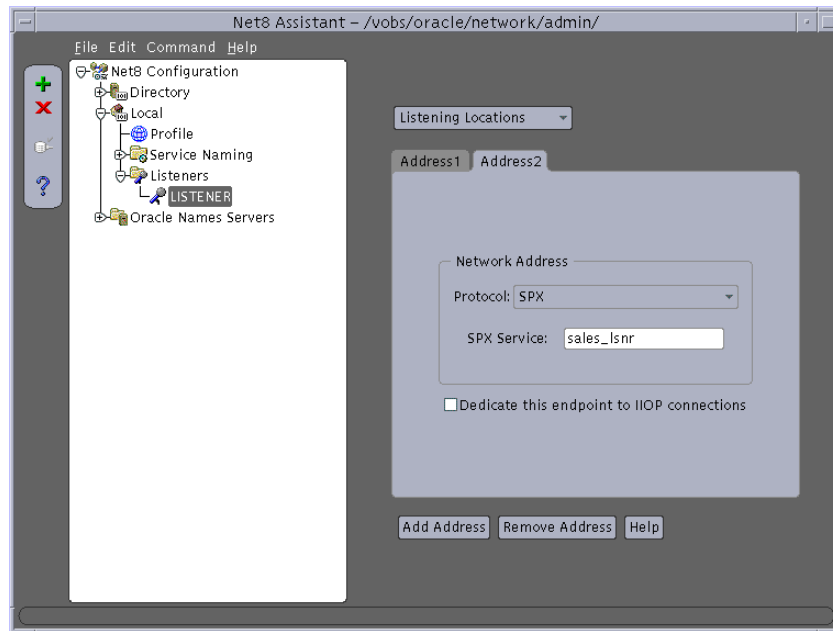 Net8 Assistant – /vobs/oracle/network/admin/
File Edit Command Help
Net8 Configuration
Directory
Local
Profile
Service Naming
Listeners
LISTENER
Oracle Names Servers
Listening Locations
Address1 Address2
Network Address
Protocol: SPX
SPX Service: sales_lsnr
Dedicate this endpoint to IIOP connections
Add Address Remove Address Help